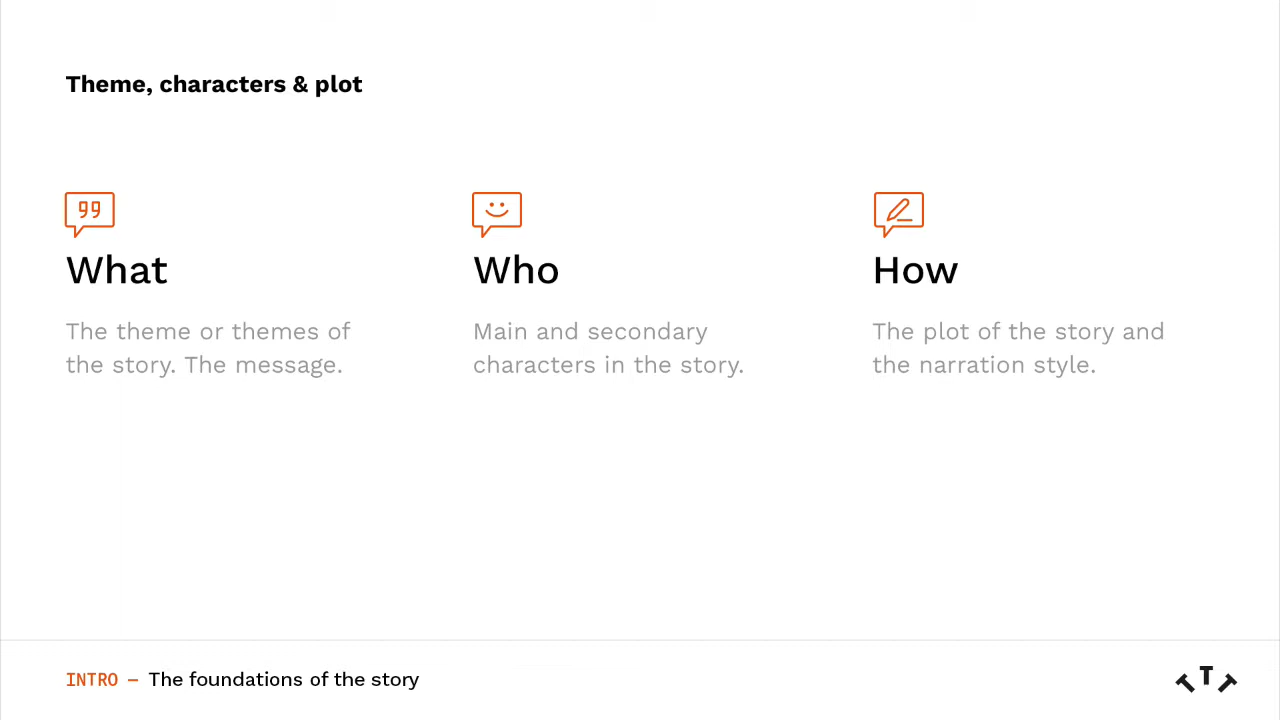 Theme, characters & plot
What
The theme or themes of
the story. The message.
Who
Main and secondary
characters in the story.
How
The plot of the story and
the narration style.
INTRO – The foundations of the story
TTT